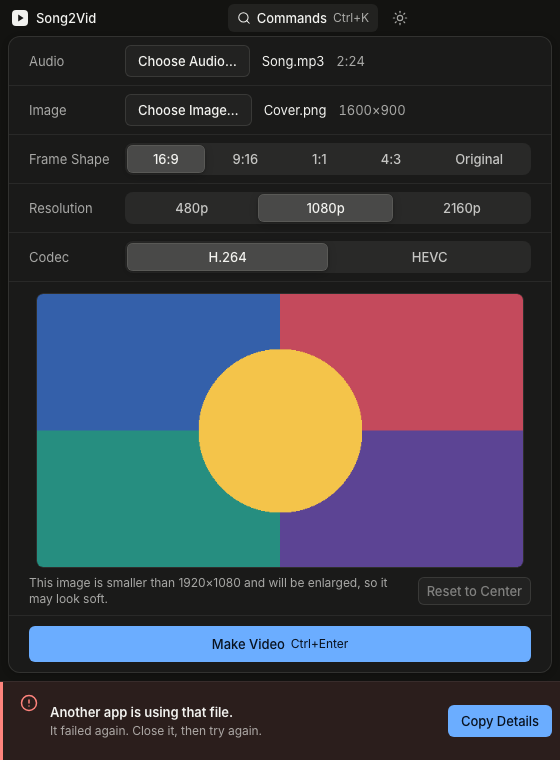 Song2Vid Commands Ctrl+K
Audio Choose Audio... Song.mp3 2:24
Image Choose Image... Cover.png 1600×900
Frame Shape 16:9 9:16 1:1 4:3 Original
Resolution 480p 1080p 2160p
Codec H.264 HEVC
This image is smaller than 1920×1080 and will be enlarged, so it
may look soft.
Reset to Center
Make Video Ctrl+Enter
Another app is using that file.
It failed again. Close it, then try again.
Copy Details